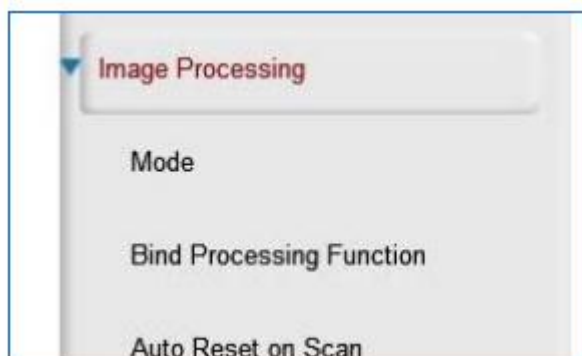 Image Processing
Mode
Bind Processing Function
Auto Reset on Scan